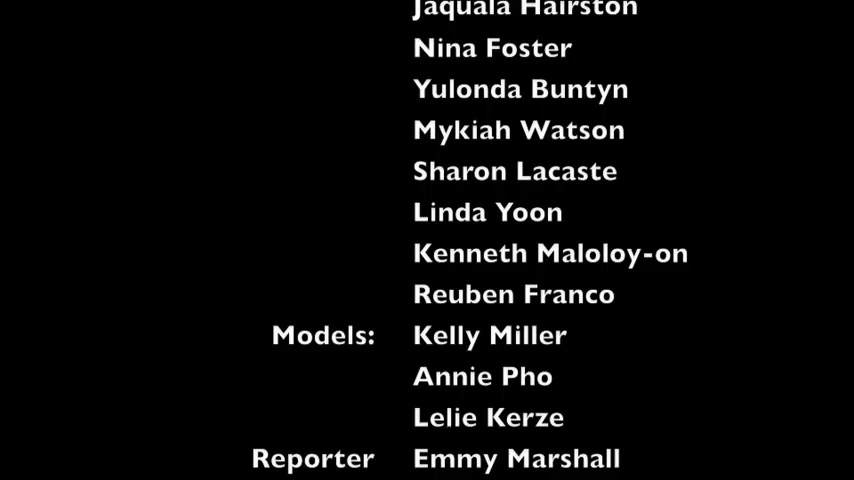 Jaquala Hairston
Nina Foster
Yulonda Buntyn
Mykiah Watson
Sharon Lacaste
Linda Yoon
Kenneth Maloloy-on
Reuben Franco
Models: Kelly Miller
Annie Pho
Lelie Kerze
Reporter Emmy Marshall